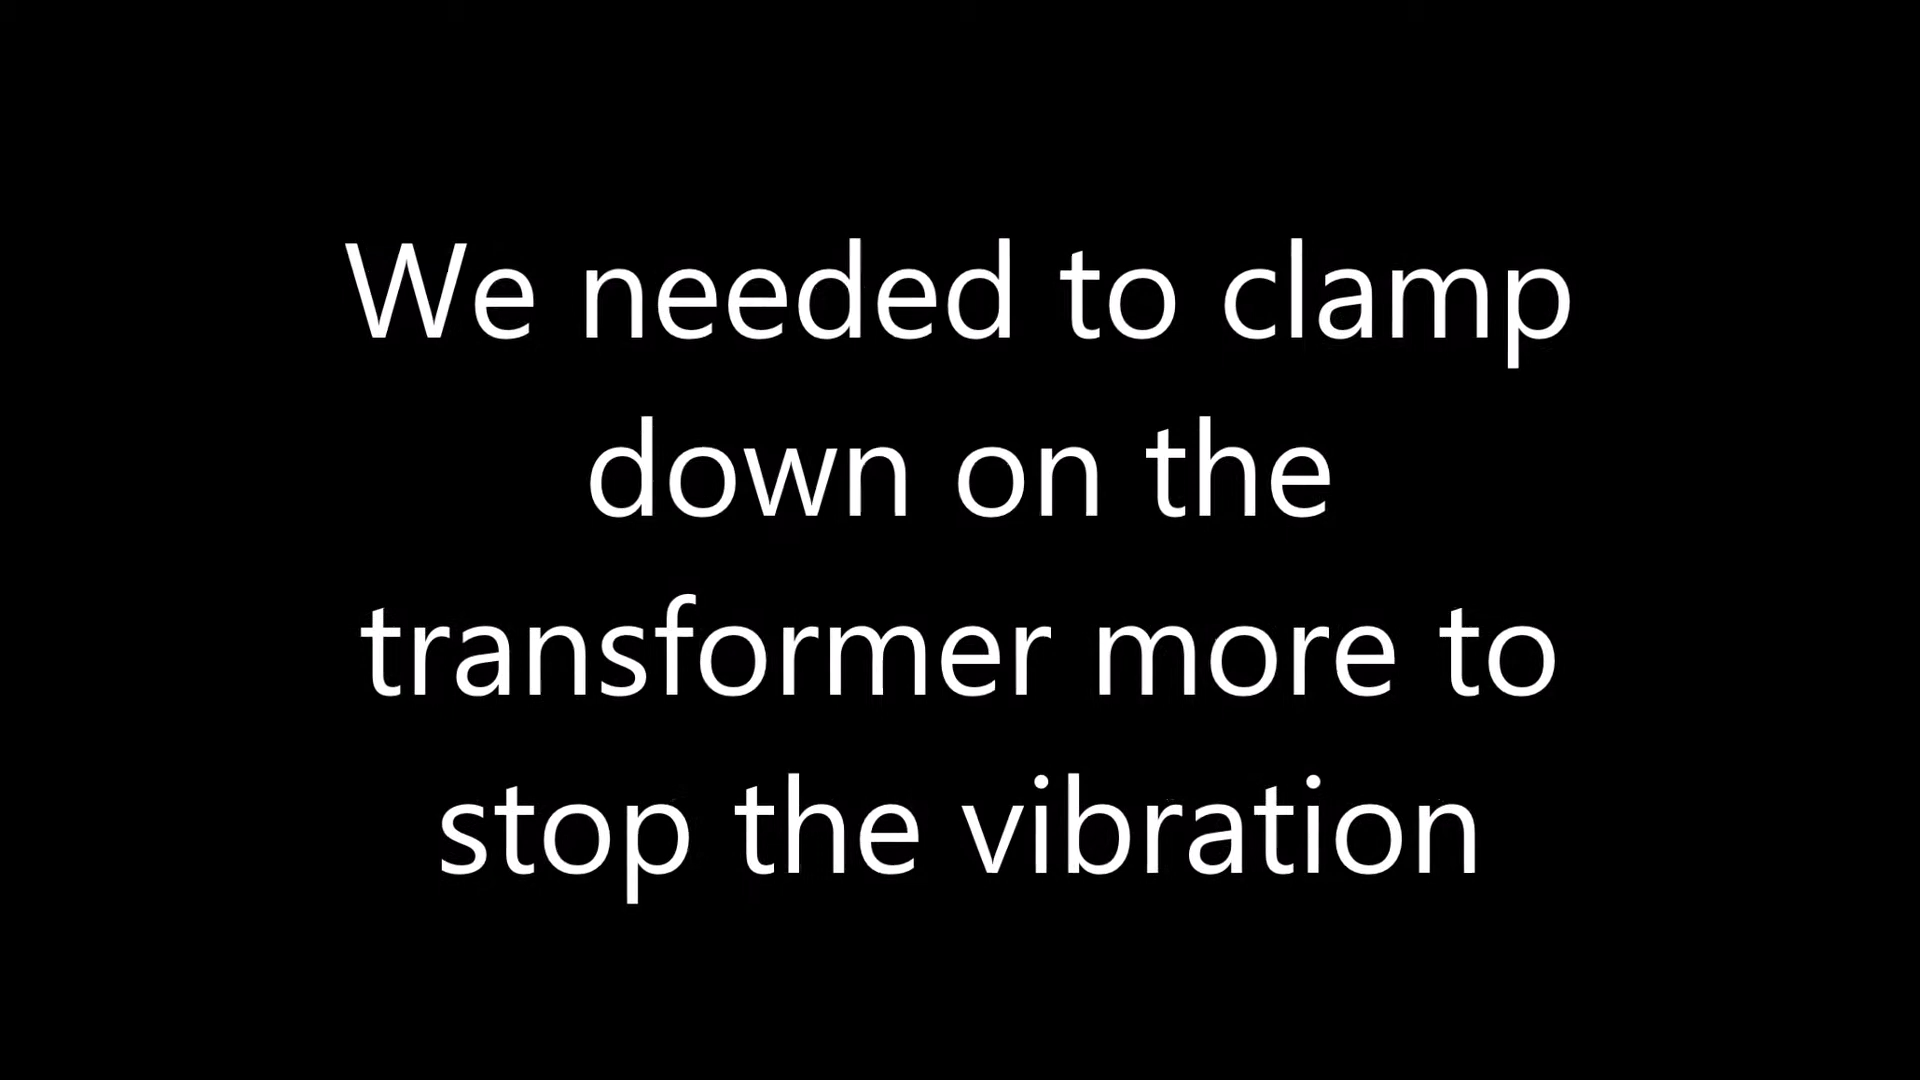 We needed to clamp
down on the
transformer more to
stop the vibration